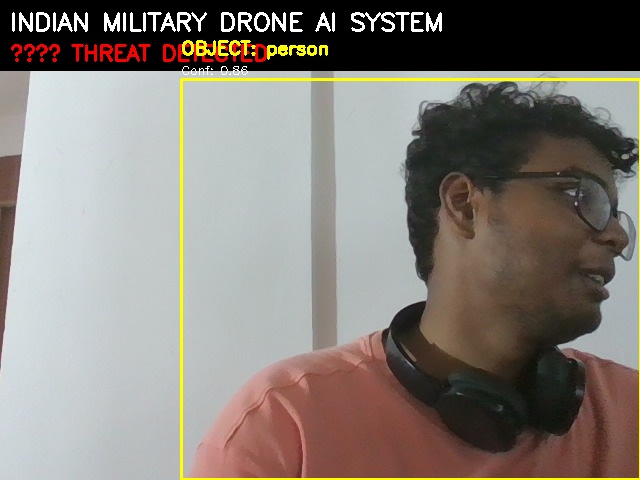 INDIAN MILITARY DRONE AI SYSTEM
???? THREAT DETECTED
OBJECT: person
Conf: 0.86